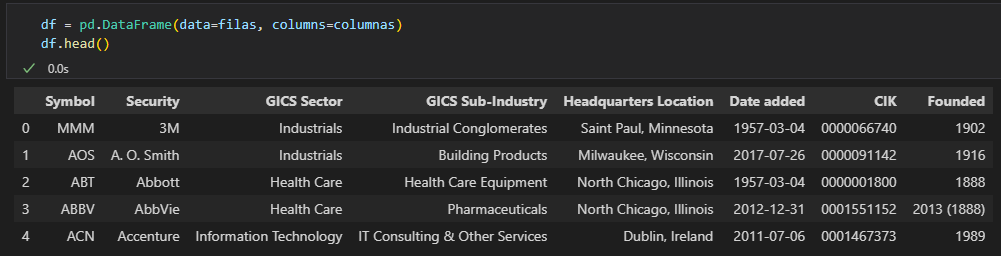 df = pd.DataFrame(data=filas, columns=columnas)
df.head()
✓ 0.0s
Symbol Security GICS Sector GICS Sub-Industry Headquarters Location Date added CIK Founded
0 MMM 3M Industrials Industrial Conglomerates Saint Paul, Minnesota 1957-03-04 0000066740 1902
1 AOS A. O. Smith Industrials Building Products Milwaukee, Wisconsin 2017-07-26 0000091142 1916
2 ABT Abbott Health Care Health Care Equipment North Chicago, Illinois 1957-03-04 0000001800 1888
3 ABBV AbbVie Health Care Pharmaceuticals North Chicago, Illinois 2012-12-31 0001551152 2013 (1888)
4 ACN Accenture Information Technology IT Consulting & Other Services Dublin, Ireland 2011-07-06 0001467373 1989